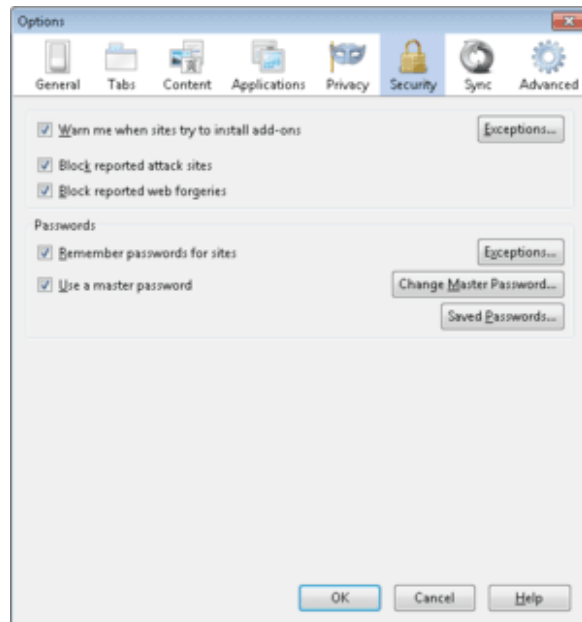 Options
General Tabs Content Applications Privacy Security Sync Advanced
Warn me when sites try to install add-ons Exceptions...
Block reported attack sites
Block reported web forgeries
Passwords
Remember passwords for sites Exceptions...
Use a master password Change Master Password...
Saved Passwords...
OK Cancel Help